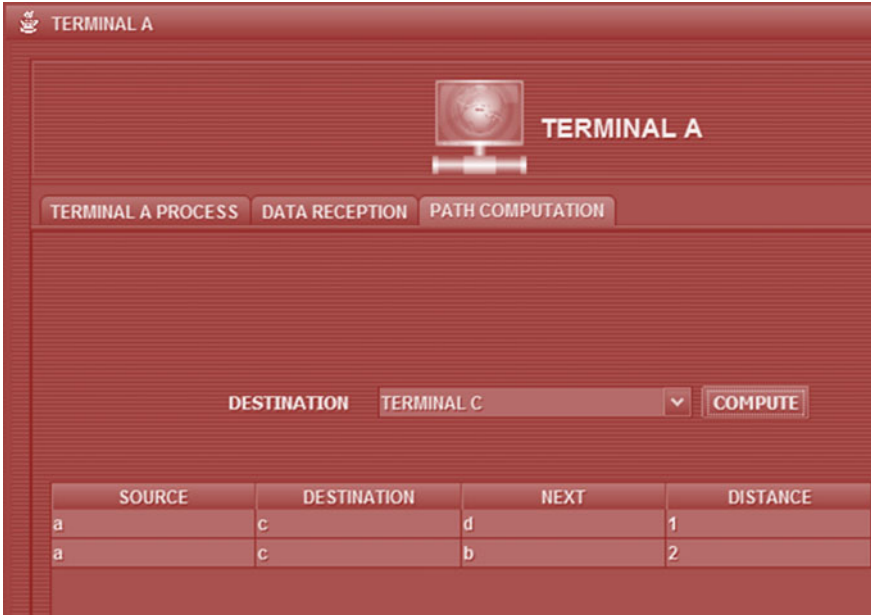 TERMINAL A
TERMINAL A
TERMINAL A PROCESS DATA RECEPTION PATH COMPUTATION
DESTINATION TERMINAL C COMPUTE
SOURCE DESTINATION NEXT DISTANCE
a c d 1
a c b 2